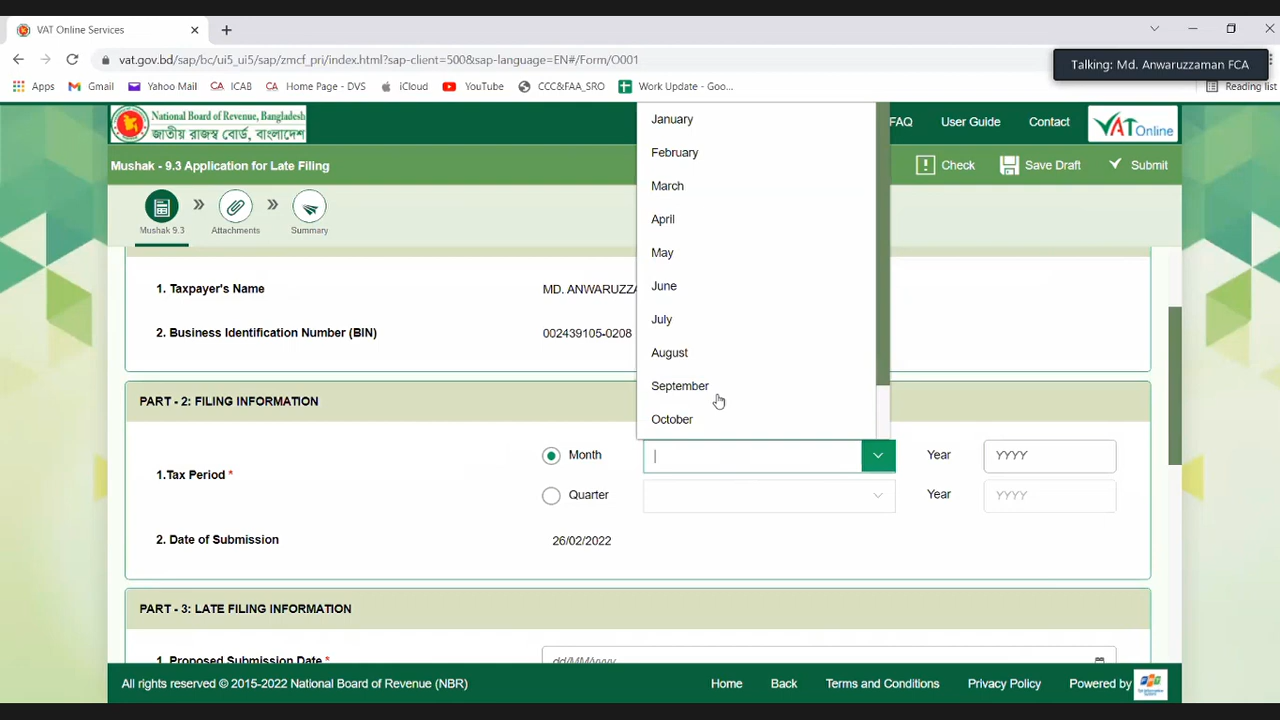 VAT Online Services
vat.gov.bd/sap/bc/ui5_ui5/sap/zmcf_pri/index.html?sap-client=500&sap-language=EN#/Form/O001
Talking: Md. Anwaruzzaman FCA
Apps Gmail Yahoo Mail ICAB Home Page - DVS iCloud YouTube CCC&FAA_SRO Work Update - Goo... Reading list
National Board of Revenue, Bangladesh
জাতীয় রাজস্ব বোর্ড, বাংলাদেশ
FAQ User Guide Contact VAT Online
Mushak - 9.3 Application for Late Filing
Check Save Draft Submit
Mushak 9.3 Attachments Summary
January
February
March
April
May
June
July
August
September
October
1. Taxpayer's Name MD. ANWARUZZA
2. Business Identification Number (BIN) 002439105-0208
PART - 2: FILING INFORMATION
1.Tax Period *
Month Year YYYY
Quarter Year YYYY
2. Date of Submission 26/02/2022
PART - 3: LATE FILING INFORMATION
1. Proposed Submission Date * dd/MM/yyyy
All rights reserved © 2015-2022 National Board of Revenue (NBR) Home Back Terms and Conditions Privacy Policy Powered by FPT